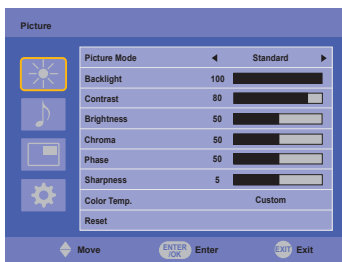 Picture
Picture Mode Standard
Backlight 100
Contrast 80
Brightness 50
Chroma 50
Phase 50
Sharpness 5
Color Temp. Custom
Reset
Move ENTER /OK Enter EXIT Exit